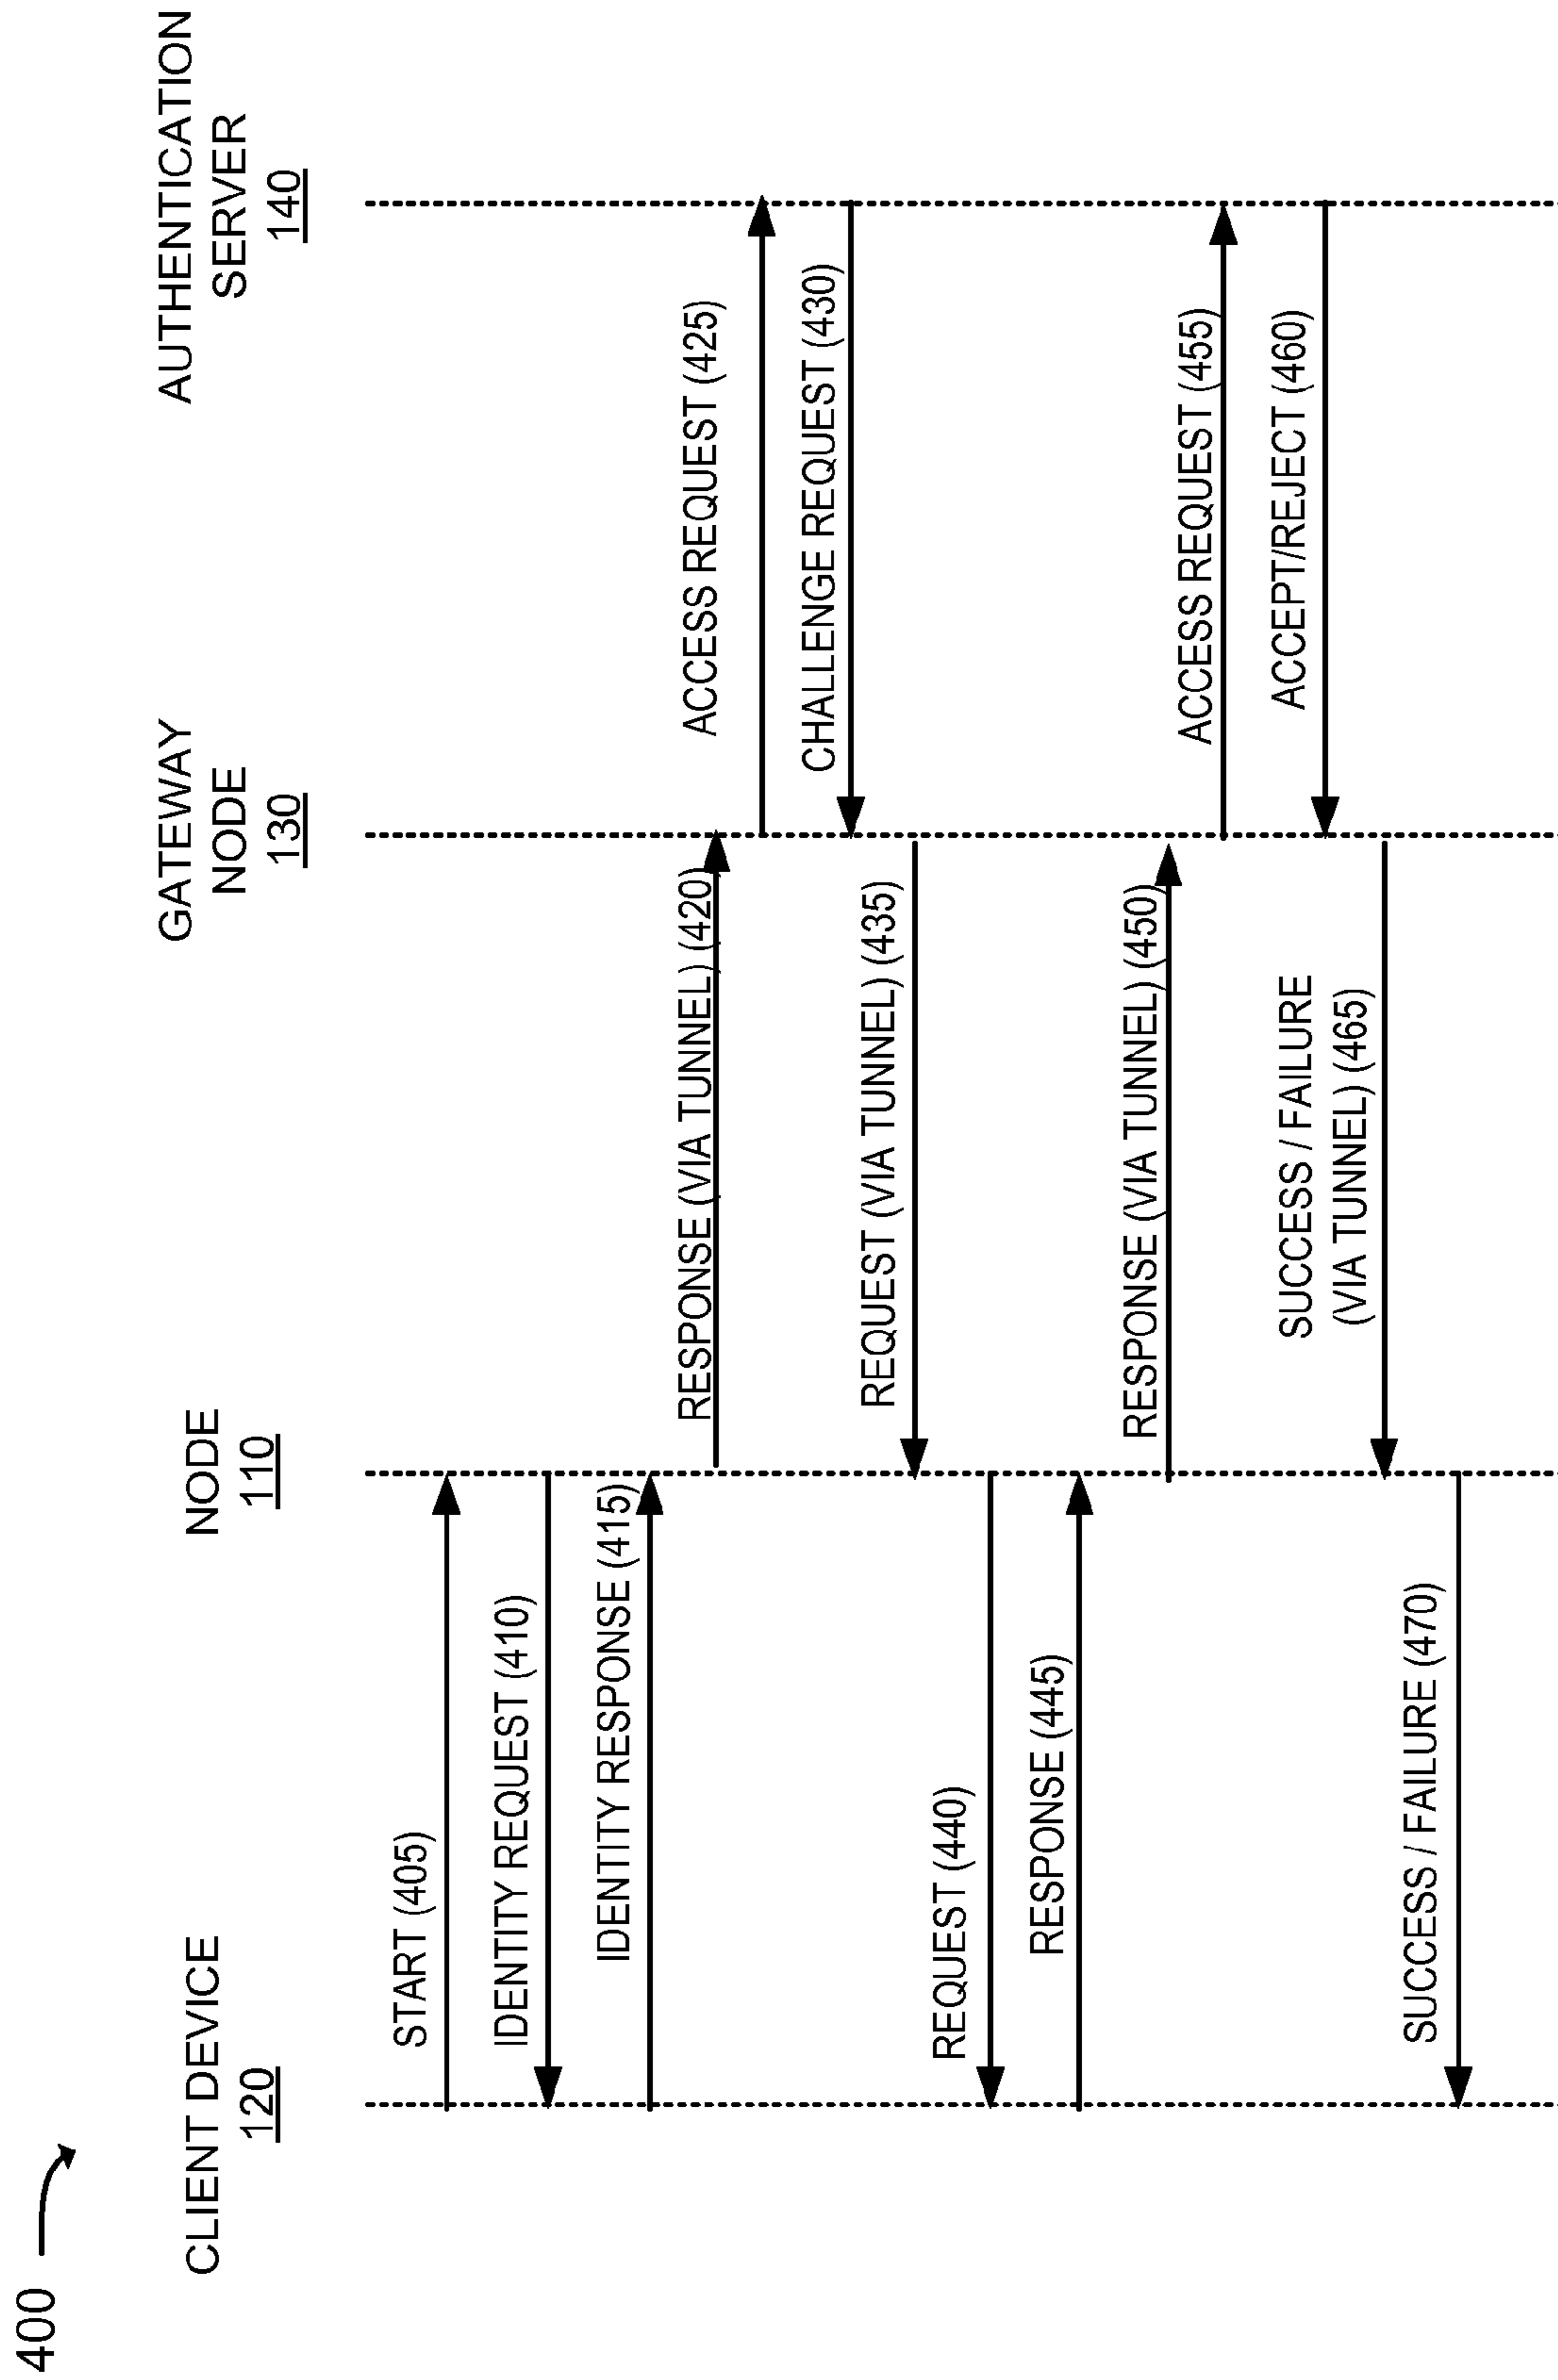 400
CLIENT DEVICE
120
NODE
110
GATEWAY
NODE
130
AUTHENTICATION
SERVER
140
START (405)
IDENTITY REQUEST (410)
IDENTITY RESPONSE (415)
RESPONSE (VIA TUNNEL) (420)
ACCESS REQUEST (425)
CHALLENGE REQUEST (430)
REQUEST (VIA TUNNEL) (435)
REQUEST (440)
RESPONSE (445)
RESPONSE (VIA TUNNEL) (450)
ACCESS REQUEST (455)
ACCEPT/REJECT (460)
SUCCESS / FAILURE
(VIA TUNNEL) (465)
SUCCESS / FAILURE (470)